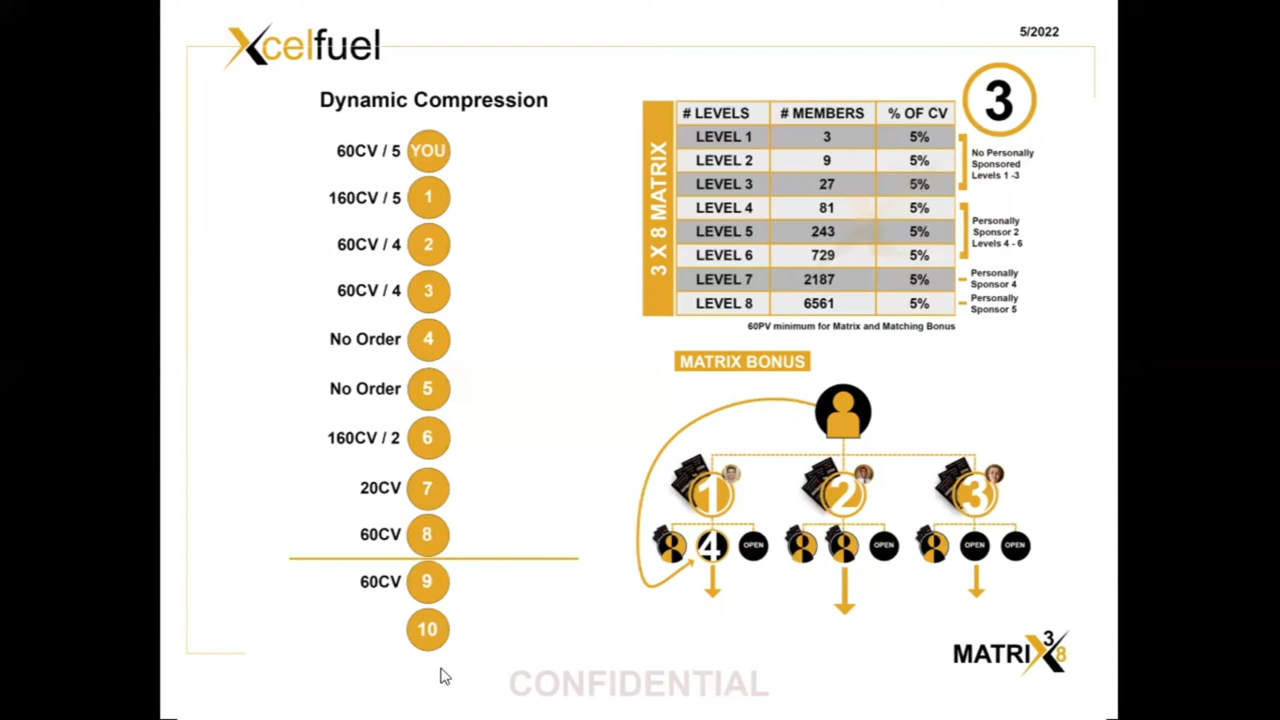 Xcelfuel
5/2022
Dynamic Compression
60CV / 5 YOU
160CV / 5 1
60CV / 4 2
60CV / 4 3
No Order 4
No Order 5
160CV / 2 6
20CV 7
60CV 8
60CV 9
10
3
3 X 8 MATRIX
# LEVELS # MEMBERS % OF CV
LEVEL 1 3 5%
LEVEL 2 9 5%
LEVEL 3 27 5%
LEVEL 4 81 5%
LEVEL 5 243 5%
LEVEL 6 729 5%
LEVEL 7 2187 5%
LEVEL 8 6561 5%
No Personally
Sponsored
Levels 1 -3
Personally
Sponsor 2
Levels 4 - 6
Personally
Sponsor 4
Personally
Sponsor 5
60PV minimum for Matrix and Matching Bonus
MATRIX BONUS
1 2 3
4 OPEN OPEN OPEN OPEN
MATRIX 3 8
CONFIDENTIAL